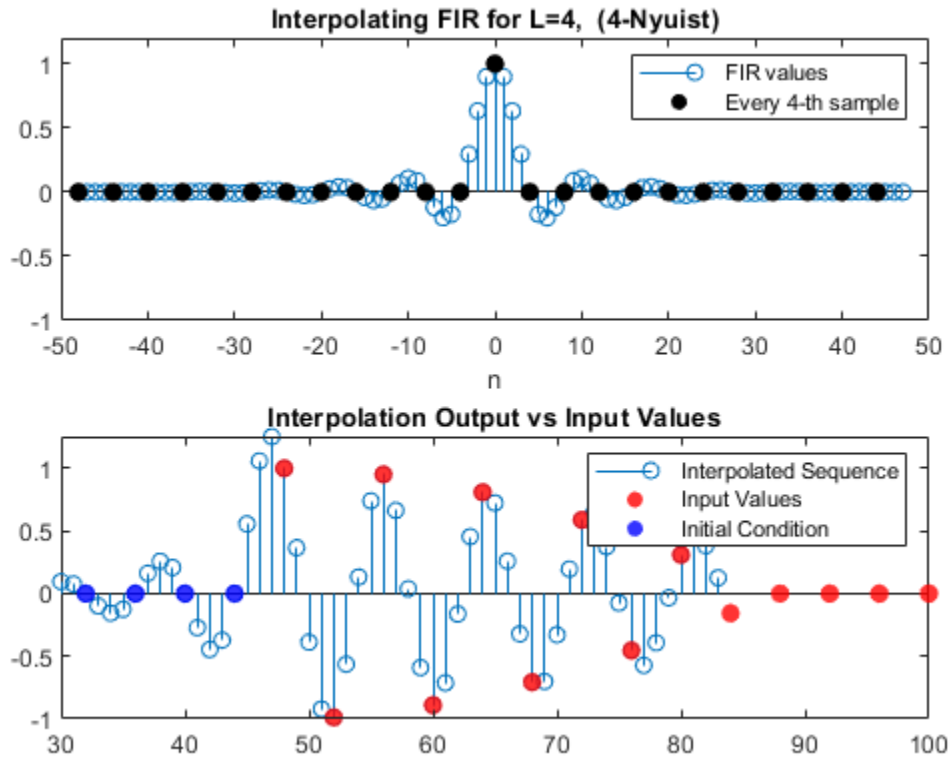 Interpolating FIR for L=4,  (4-Nyuist)
1
0.5
0
-0.5
-1
FIR values
Every 4-th sample
-50 -40 -30 -20 -10 0 10 20 30 40 50
n
Interpolation Output vs Input Values
1
0.5
0
-0.5
-1
Interpolated Sequence
Input Values
Initial Condition
30 40 50 60 70 80 90 100